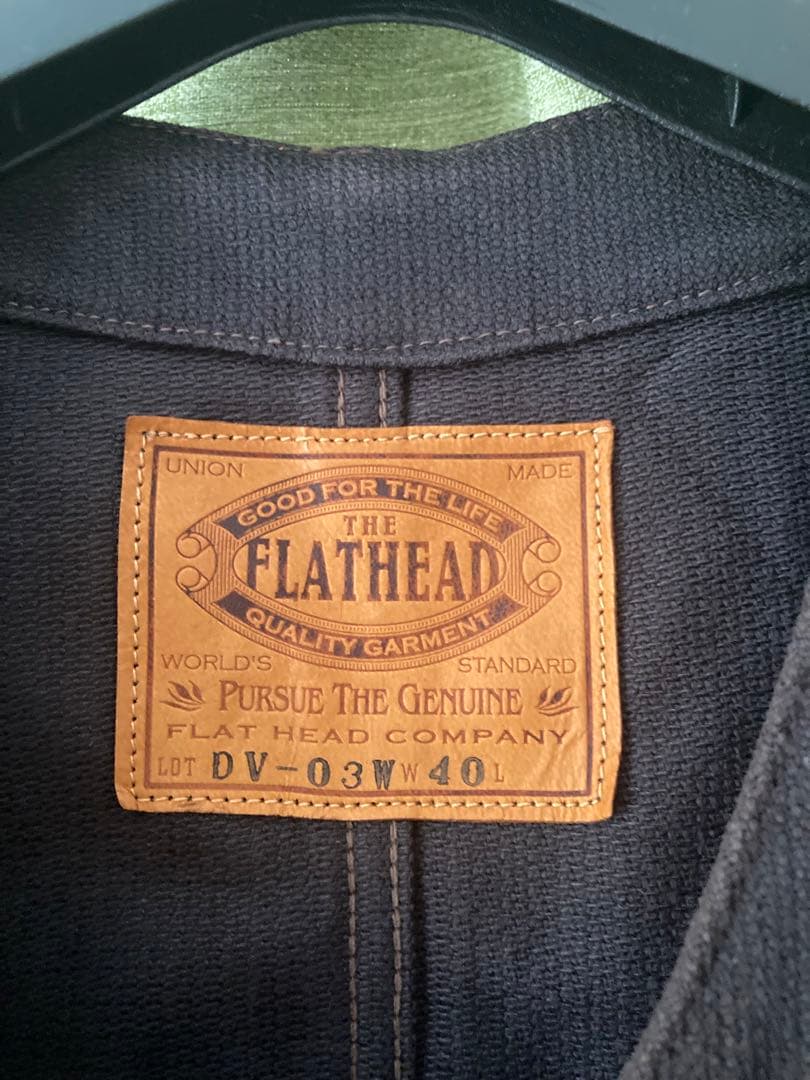 UNION MADE
GOOD FOR THE LIFE
THE
FLATHEAD
QUALITY GARMENT
WORLD'S STANDARD
PURSUE THE GENUINE
FLAT HEAD COMPANY
LOT DV-03W W 40 L